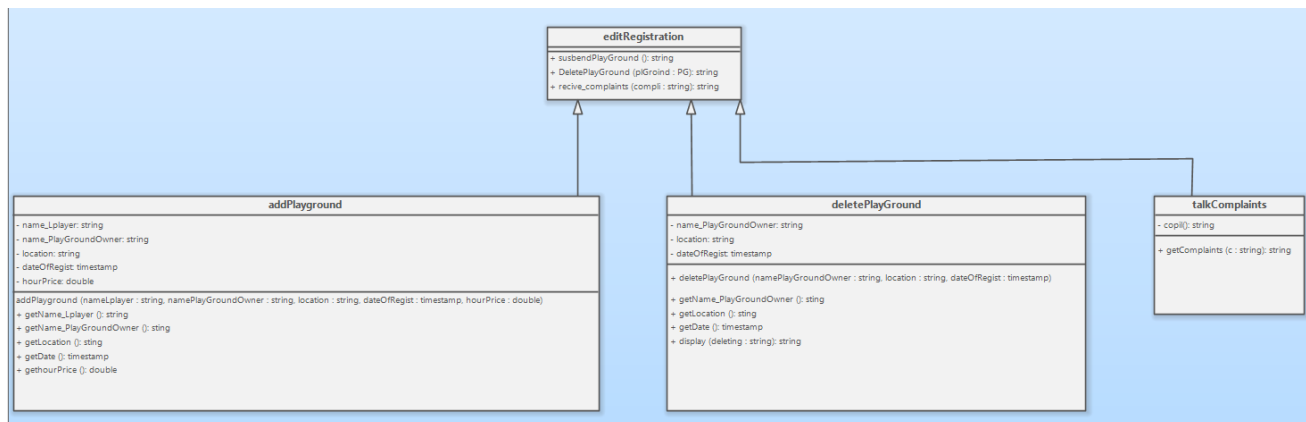 editRegistration
+ susbendPlayGround (): string
+ DeletePlayGround (plGroind : PG): string
+ recive_complaints (compli : string): string
addPlayground
- name_Lplayer: string
- name_PlayGroundOwner: string
- location: string
- dateOfRegist: timestamp
- hourPrice: double
addPlayground (nameLplayer : string, namePlayGroundOwner : string, location : string, dateOfRegist : timestamp, hourPrice : double)
+ getName_Lplayer (): string
+ getName_PlayGroundOwner (): sting
+ getLocation (): sting
+ getDate (): timestamp
+ gethourPrice (): double
deletePlayGround
- name_PlayGroundOwner: string
- location: string
- dateOfRegist: timestamp
+ deletePlayGround (namePlayGroundOwner : string, location : string, dateOfRegist : timestamp)
+ getName_PlayGroundOwner (): sting
+ getLocation (): sting
+ getDate (): timestamp
+ display (deleting : string): string
talkComplaints
- copil(): string
+ getComplaints (c : string): string